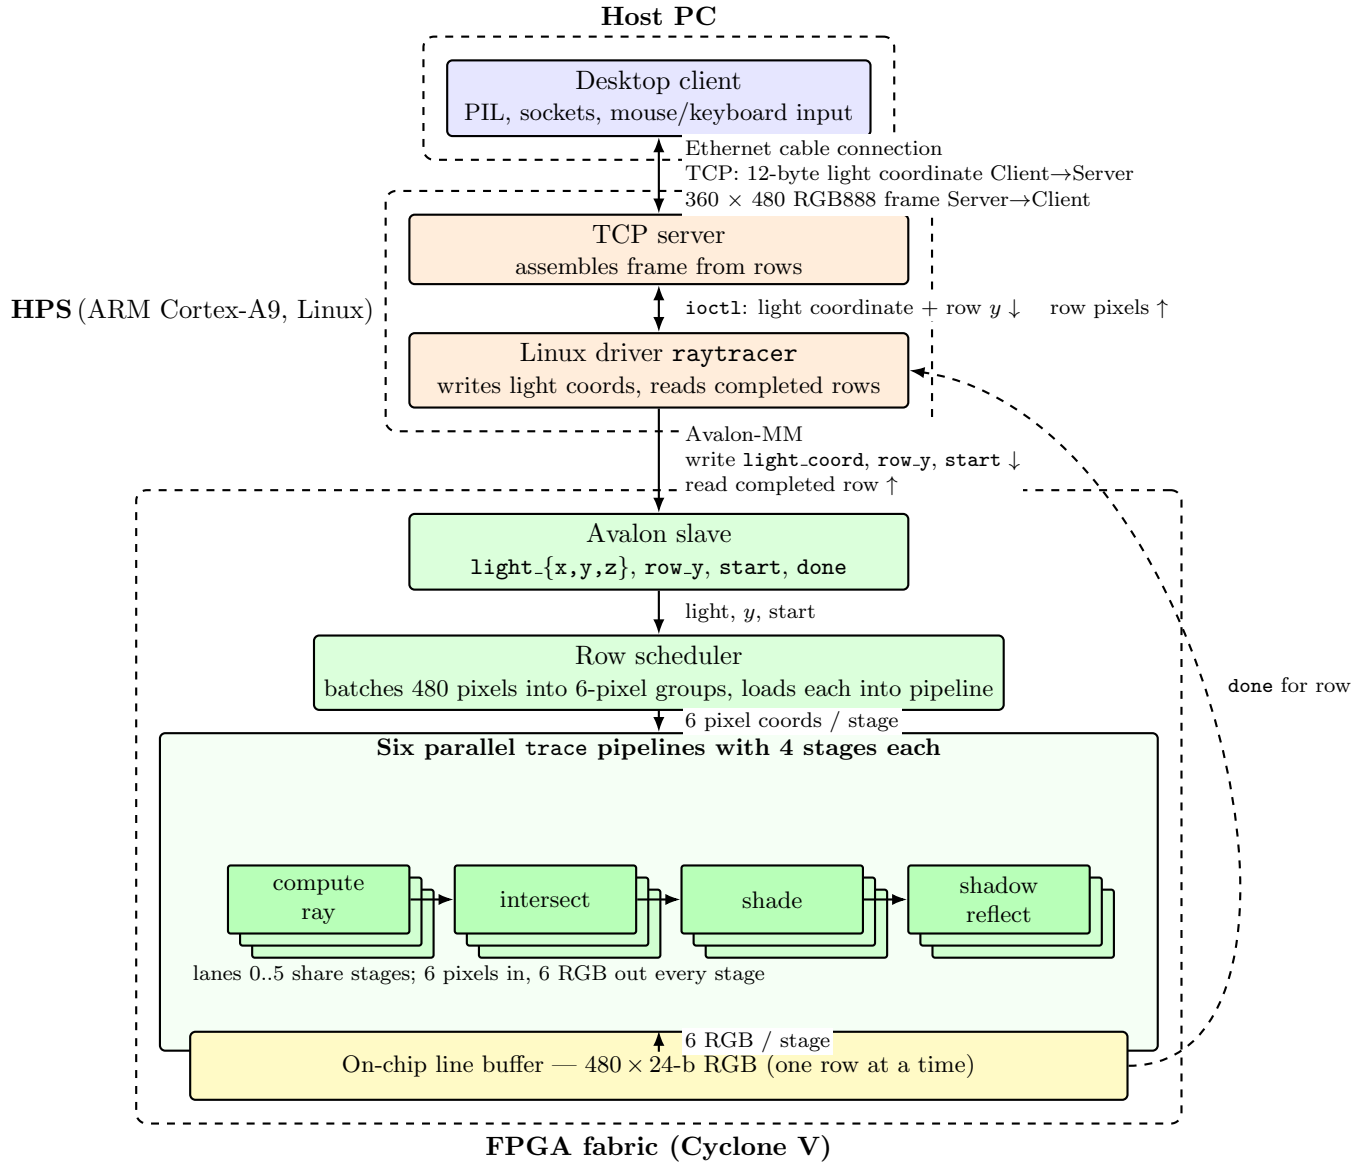 Host PC
Desktop client
PIL, sockets, mouse/keyboard input
Ethernet cable connection
TCP: 12-byte light coordinate Client→Server
360 × 480 RGB888 frame Server→Client
TCP server
assembles frame from rows
HPS (ARM Cortex-A9, Linux)
ioctl: light coordinate + row y ↓ row pixels ↑
Linux driver raytracer
writes light coords, reads completed rows
Avalon-MM
write light_coord, row_y, start ↓
read completed row ↑
Avalon slave
light_{x,y,z}, row_y, start, done
light, y, start
Row scheduler
batches 480 pixels into 6-pixel groups, loads each into pipeline
done for row
6 pixel coords / stage
Six parallel trace pipelines with 4 stages each
compute
ray
intersect
shade
shadow
reflect
lanes 0..5 share stages; 6 pixels in, 6 RGB out every stage
6 RGB / stage
On-chip line buffer — 480 × 24-b RGB (one row at a time)
FPGA fabric (Cyclone V)